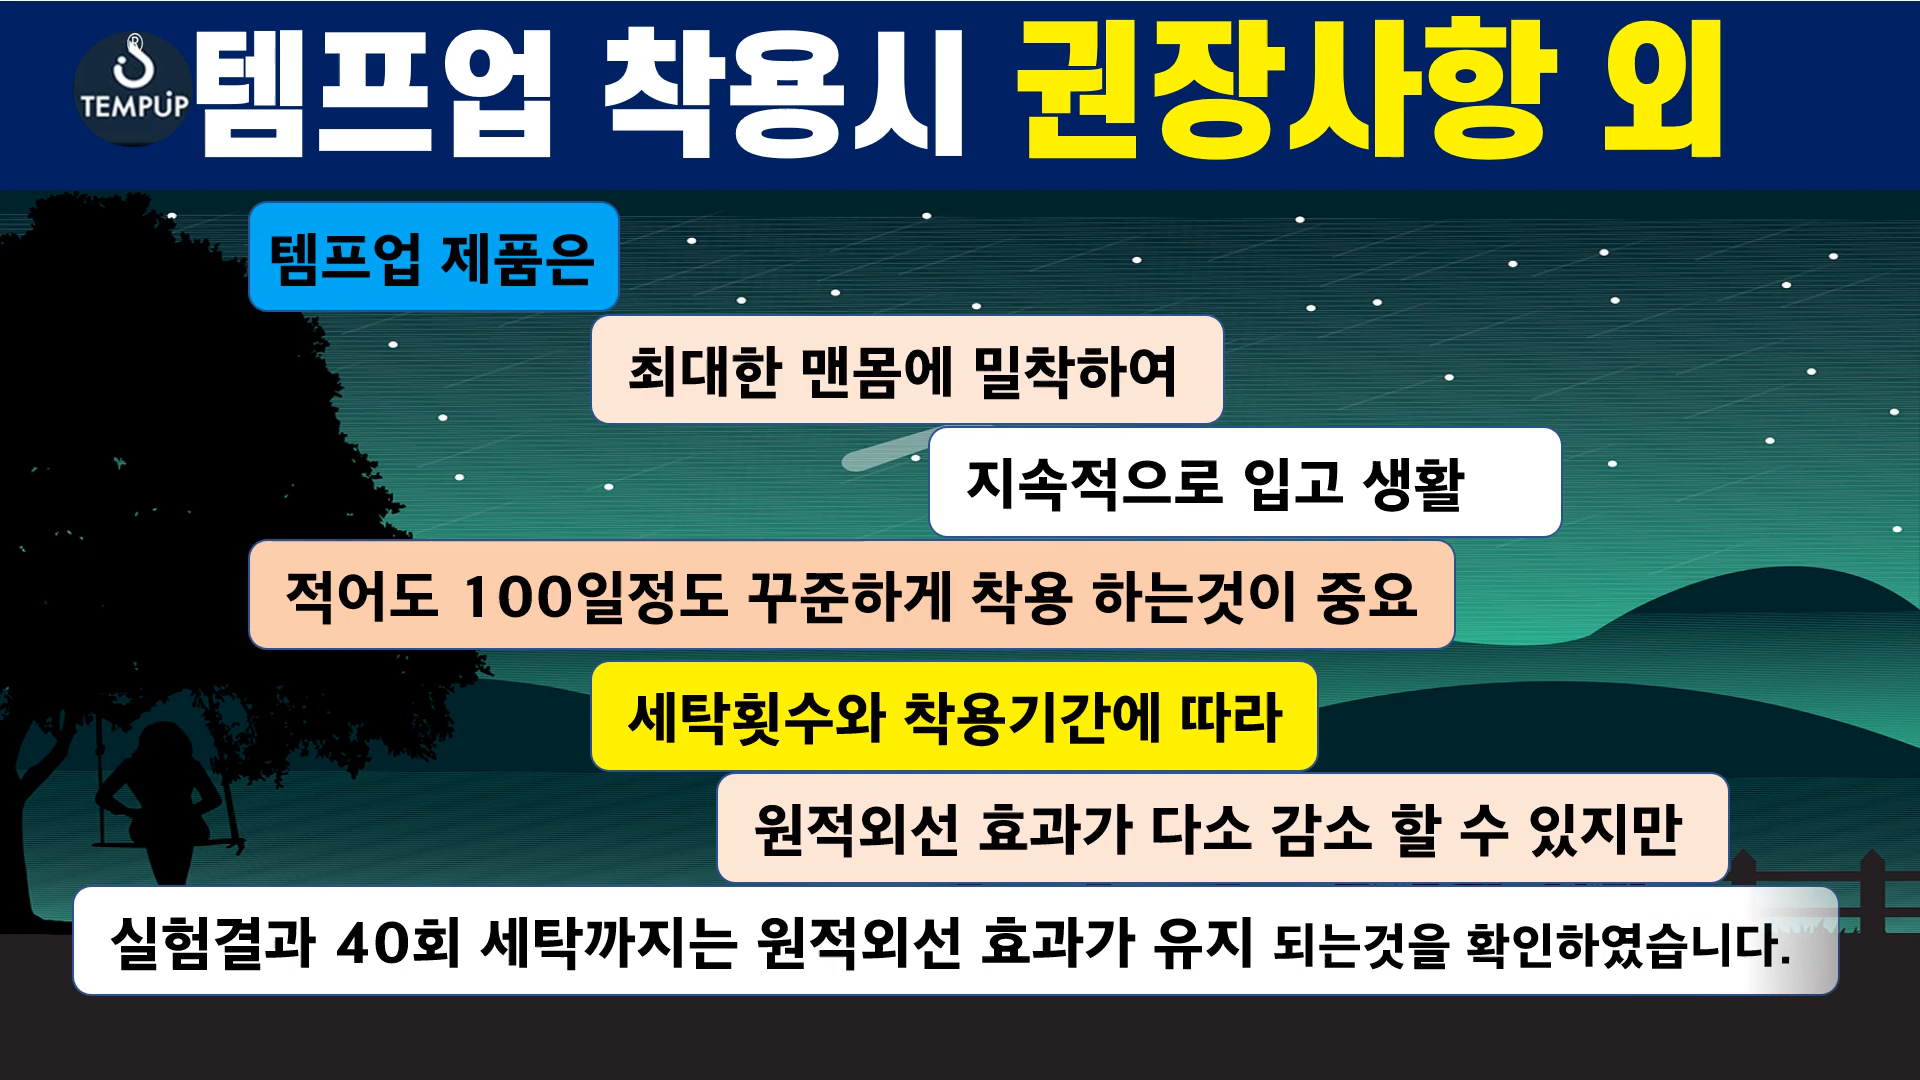 ® TEMPUP
템프업 착용시 권장사항 외
템프업 제품은
최대한 맨몸에 밀착하여
지속적으로 입고 생활
적어도 100일정도 꾸준하게 착용 하는것이 중요
세탁횟수와 착용기간에 따라
원적외선 효과가 다소 감소 할 수 있지만
실험결과 40회 세탁까지는 원적외선 효과가 유지 되는것을 확인하였습니다.